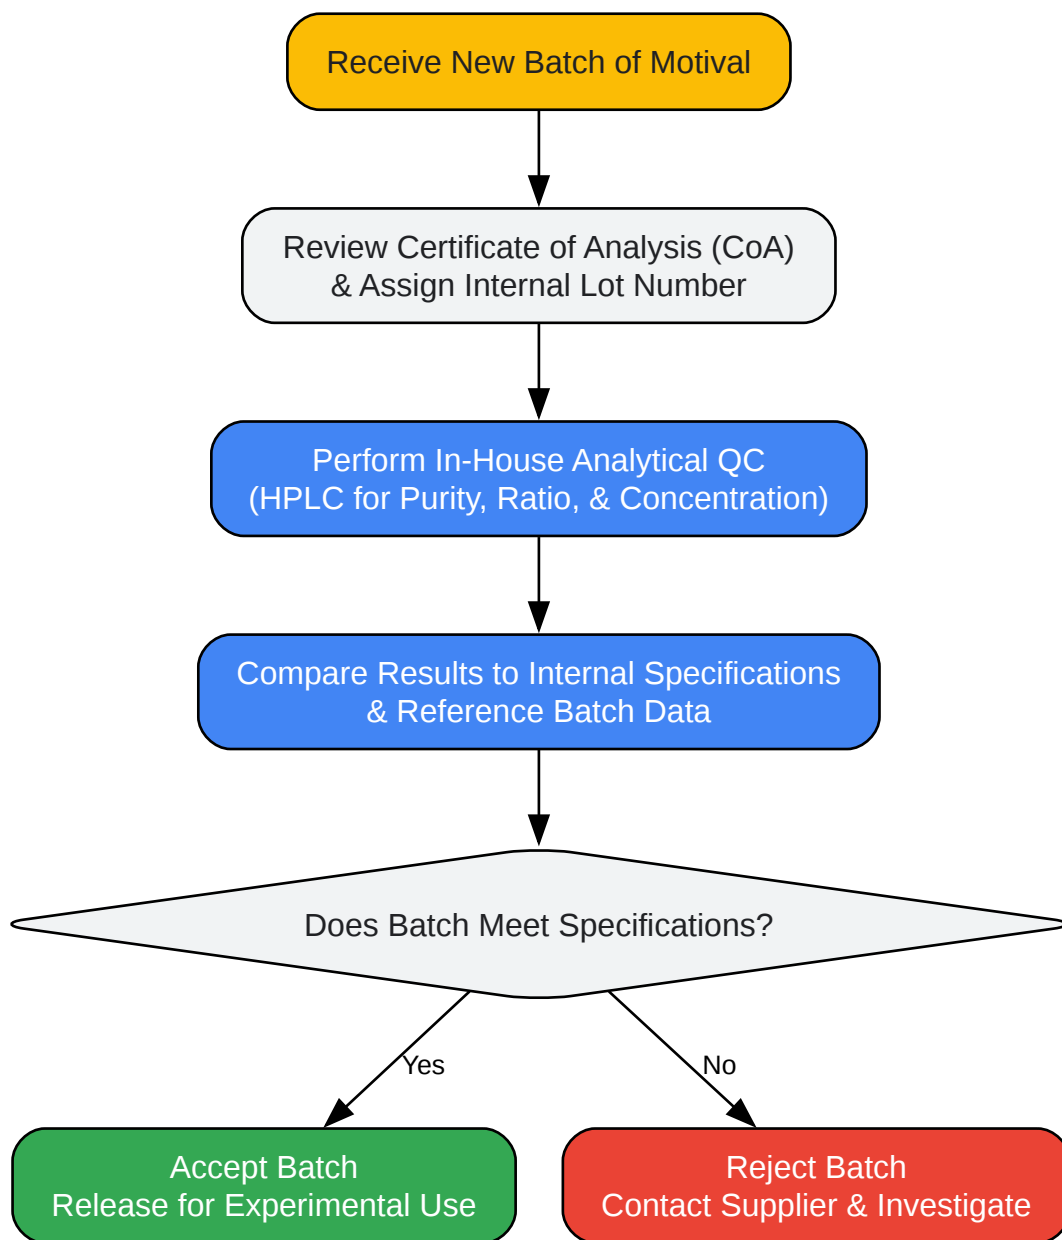 Receive New Batch of Motival
Review Certificate of Analysis (CoA)
& Assign Internal Lot Number
Perform In-House Analytical QC
(HPLC for Purity, Ratio, & Concentration)
Compare Results to Internal Specifications
& Reference Batch Data
Does Batch Meet Specifications?
Yes
No
Accept Batch
Release for Experimental Use
Reject Batch
Contact Supplier & Investigate